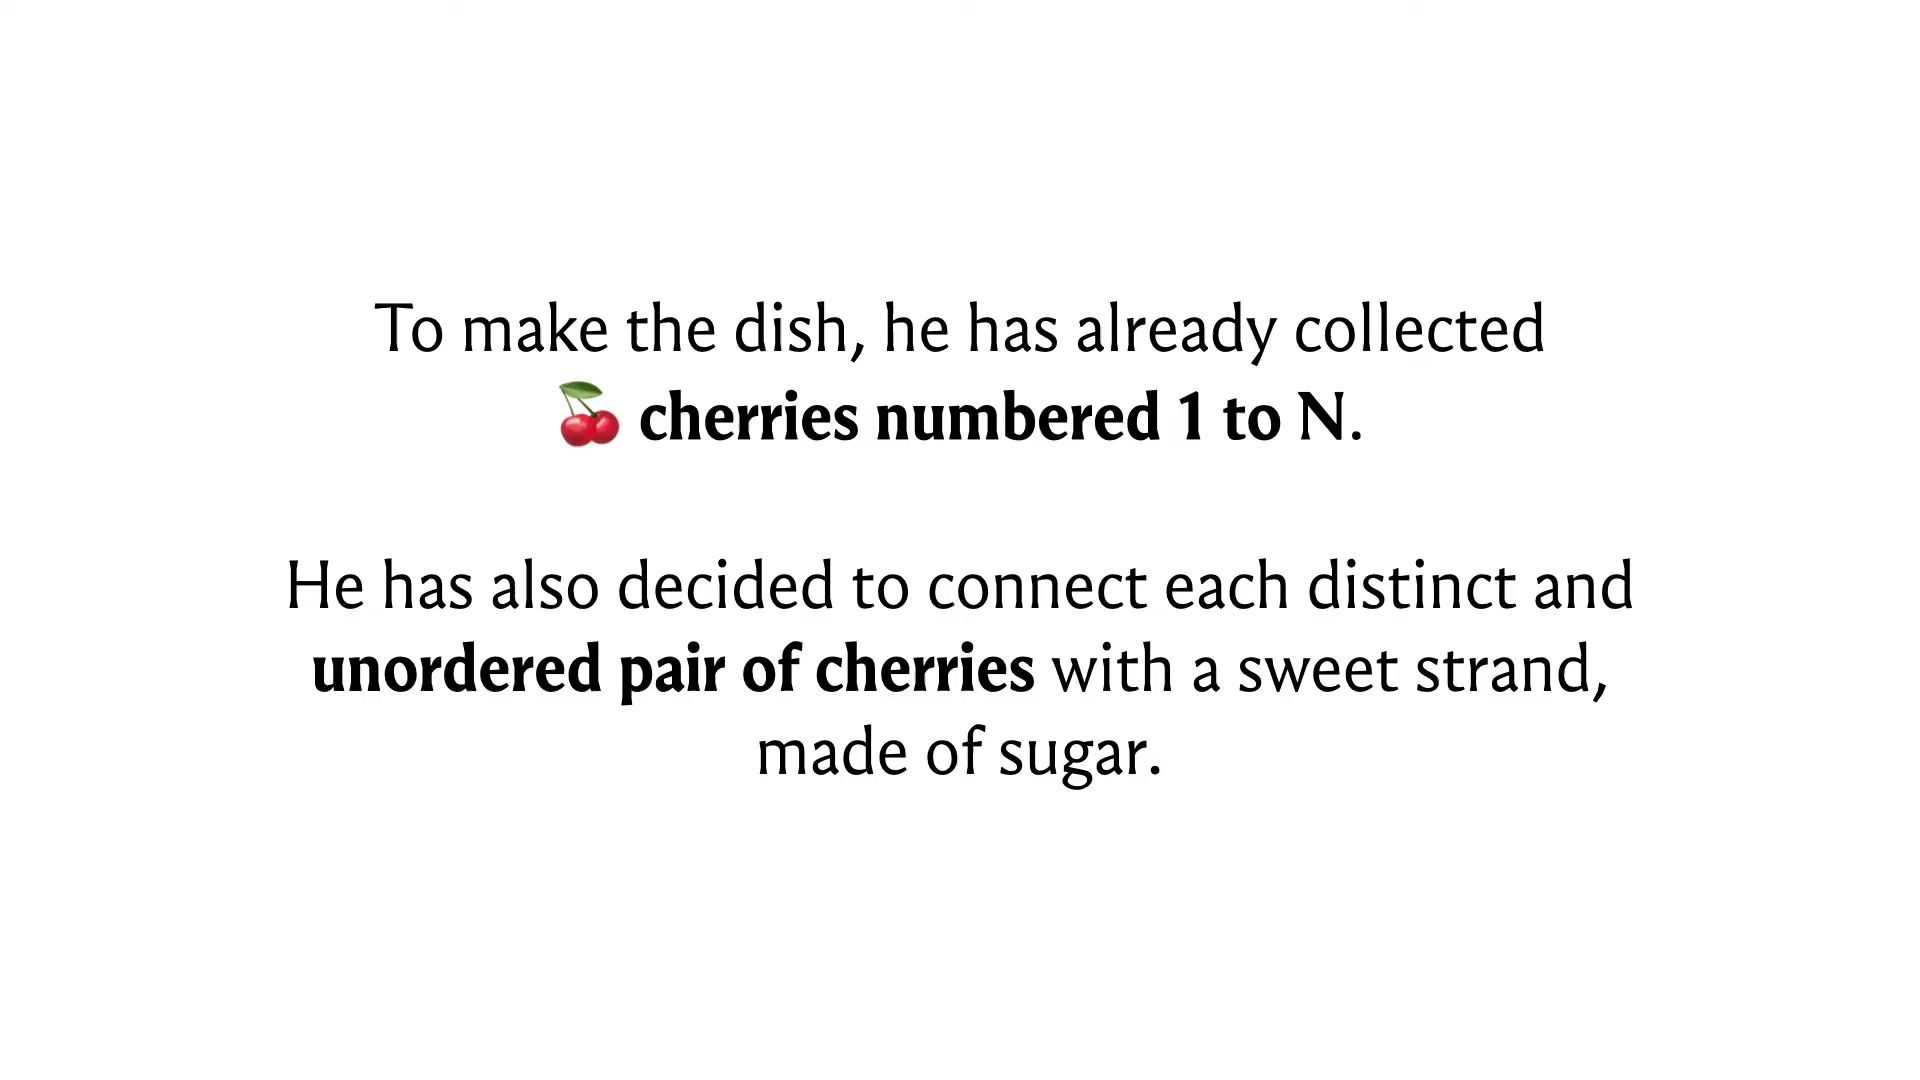 To make the dish, he has already collected
🍒 cherries numbered 1 to N.
He has also decided to connect each distinct and
unordered pair of cherries with a sweet strand,
made of sugar.